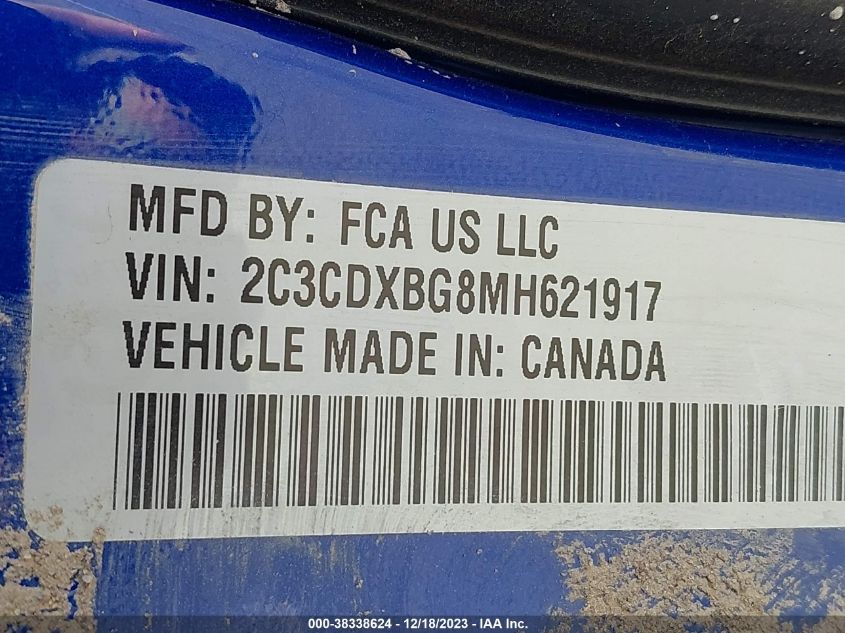 MFD BY: FCA US LLC
VIN: 2C3CDXBG8MH621917
VEHICLE MADE IN: CANADA
000-38338624 - 12/18/2023 - IAA Inc.